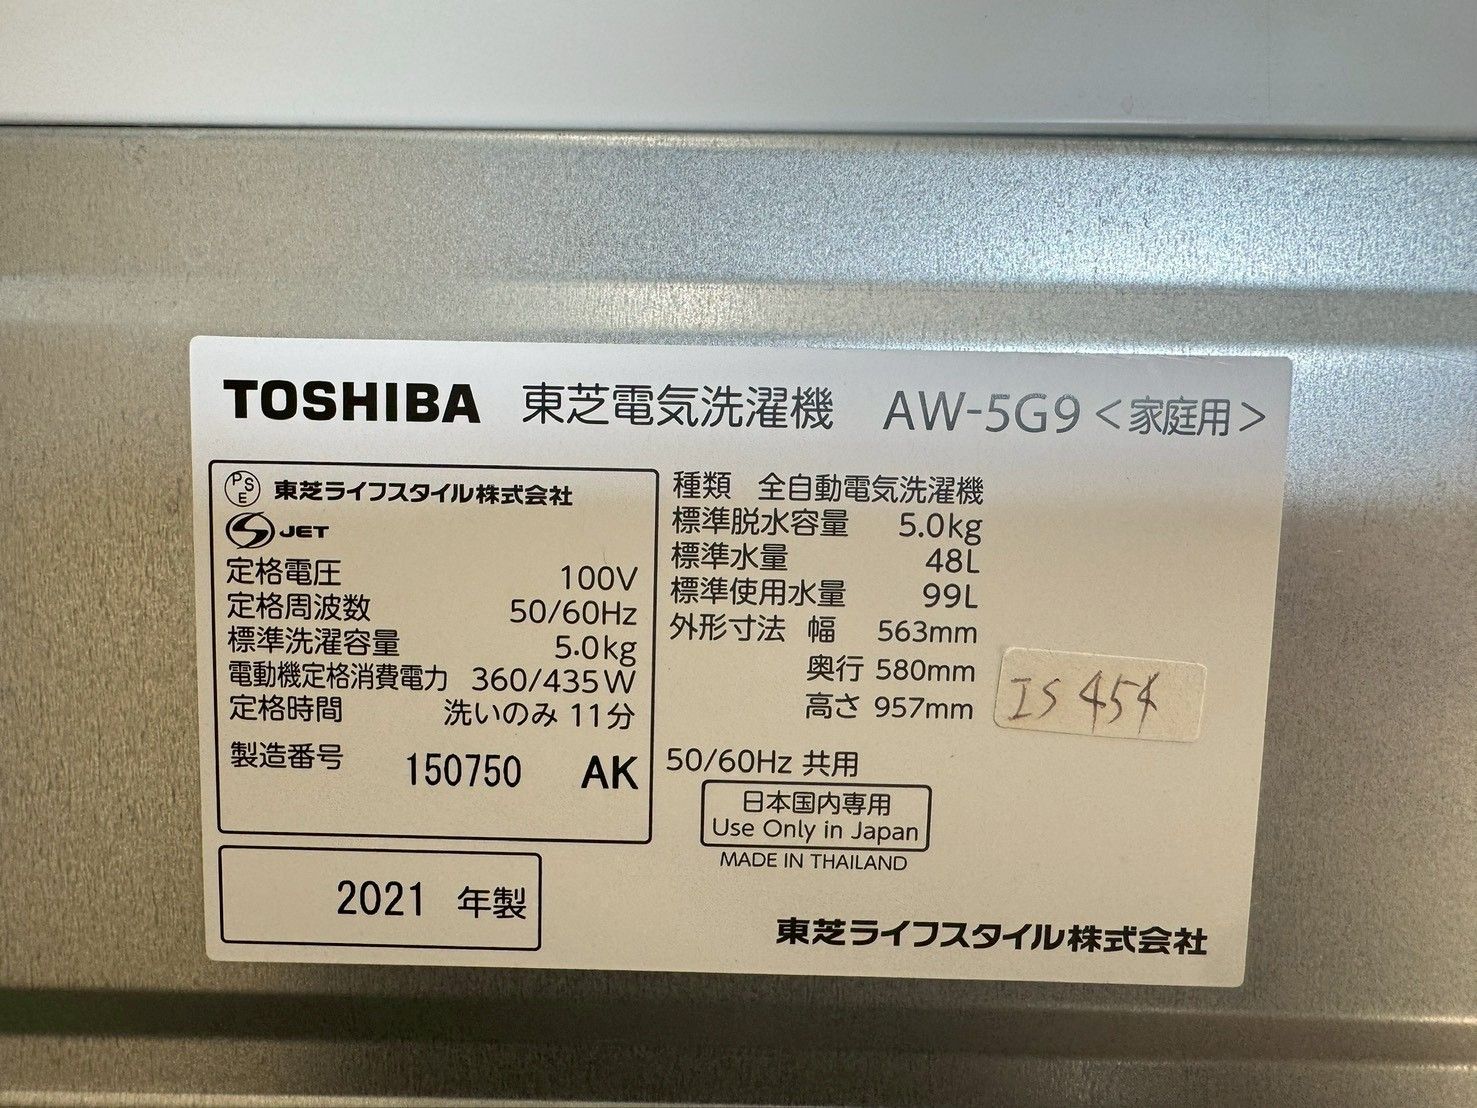 TOSHIBA 東芝電気洗濯機 AW-5G9＜家庭用＞
PSE 東芝ライフスタイル株式会社
S JET
定格電圧 100V
定格周波数 50/60Hz
標準洗濯容量 5.0kg
電動機定格消費電力 360/435W
定格時間 洗いのみ 11分
製造番号 150750 AK
2021 年製
種類 全自動電気洗濯機
標準脱水容量 5.0kg
標準水量 48L
標準使用水量 99L
外形寸法 幅 563mm
奥行 580mm
高さ 957mm
IS 454
50/60Hz 共用
日本国内専用
Use Only in Japan
MADE IN THAILAND
東芝ライフスタイル株式会社